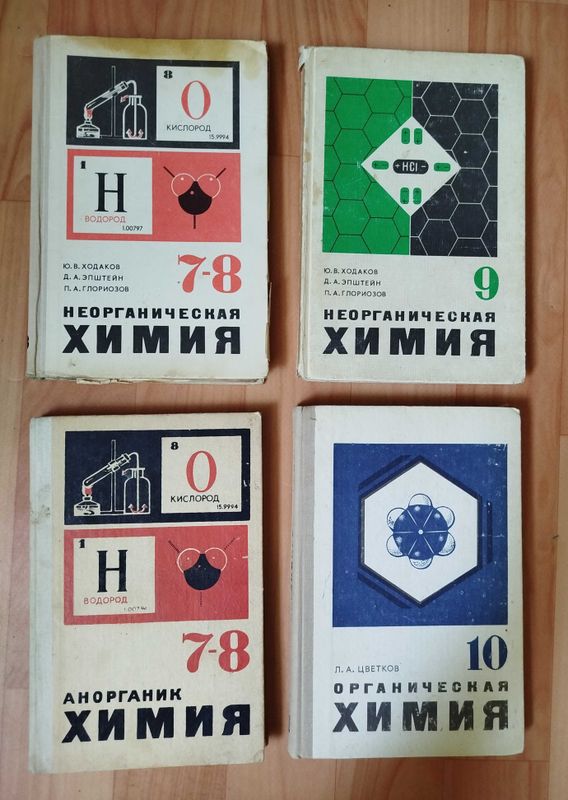 8
О
КИСЛОРОД
15.9994
1
Н
ВОДОРОД
1.00797
7-8
Ю. В. ХОДАКОВ
Д. А. ЭПШТЕЙН
П. А. ГЛОРИОЗОВ
НЕОРГАНИЧЕСКАЯ
ХИМИЯ
+ HCl -
9
Ю. В. ХОДАКОВ
Д. А. ЭПШТЕЙН
П. А. ГЛОРИОЗОВ
НЕОРГАНИЧЕСКАЯ
ХИМИЯ
8
О
КИСЛОРОД
15.9994
1
Н
ВОДОРОД
7-8
АНОРГАНИК
ХИМИЯ
10
Л. А. ЦВЕТКОВ
ОРГАНИЧЕСКАЯ
ХИМИЯ